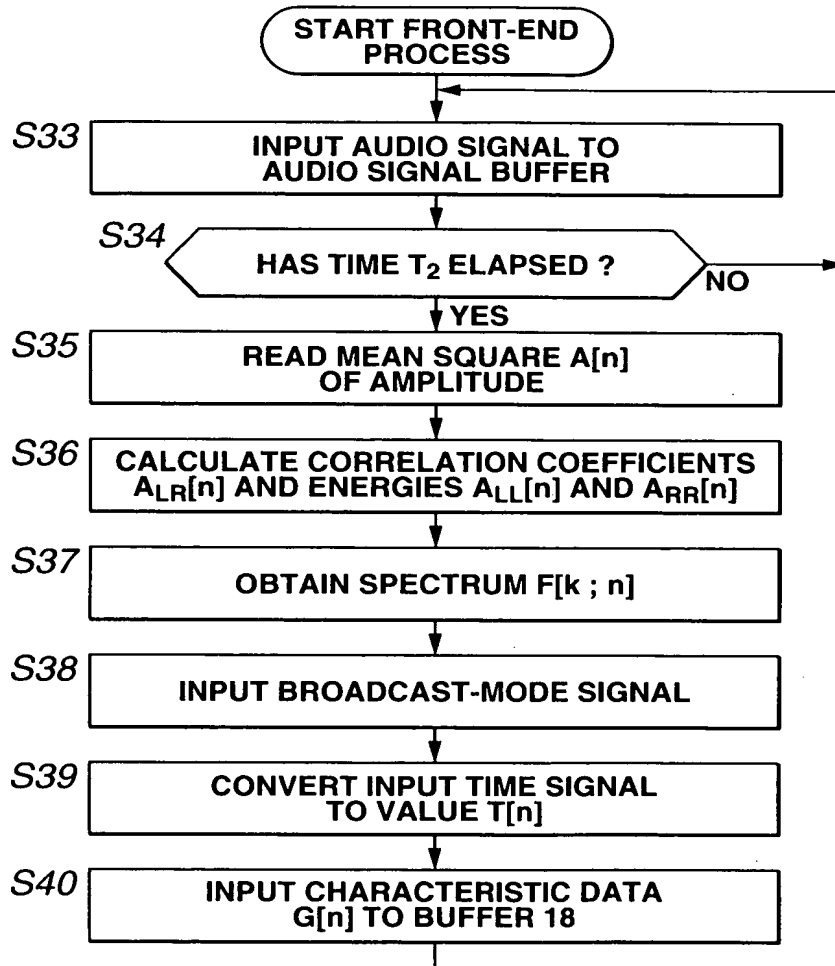 START FRONT-END
PROCESS
S33
INPUT AUDIO SIGNAL TO
AUDIO SIGNAL BUFFER
S34
HAS TIME T2 ELAPSED ?
NO
YES
S35
READ MEAN SQUARE A[n]
OF AMPLITUDE
S36
CALCULATE CORRELATION COEFFICIENTS
ALR[n] AND ENERGIES ALL[n] AND ARR[n]
S37
OBTAIN SPECTRUM F[k ; n]
S38
INPUT BROADCAST-MODE SIGNAL
S39
CONVERT INPUT TIME SIGNAL
TO VALUE T[n]
S40
INPUT CHARACTERISTIC DATA
G[n] TO BUFFER 18